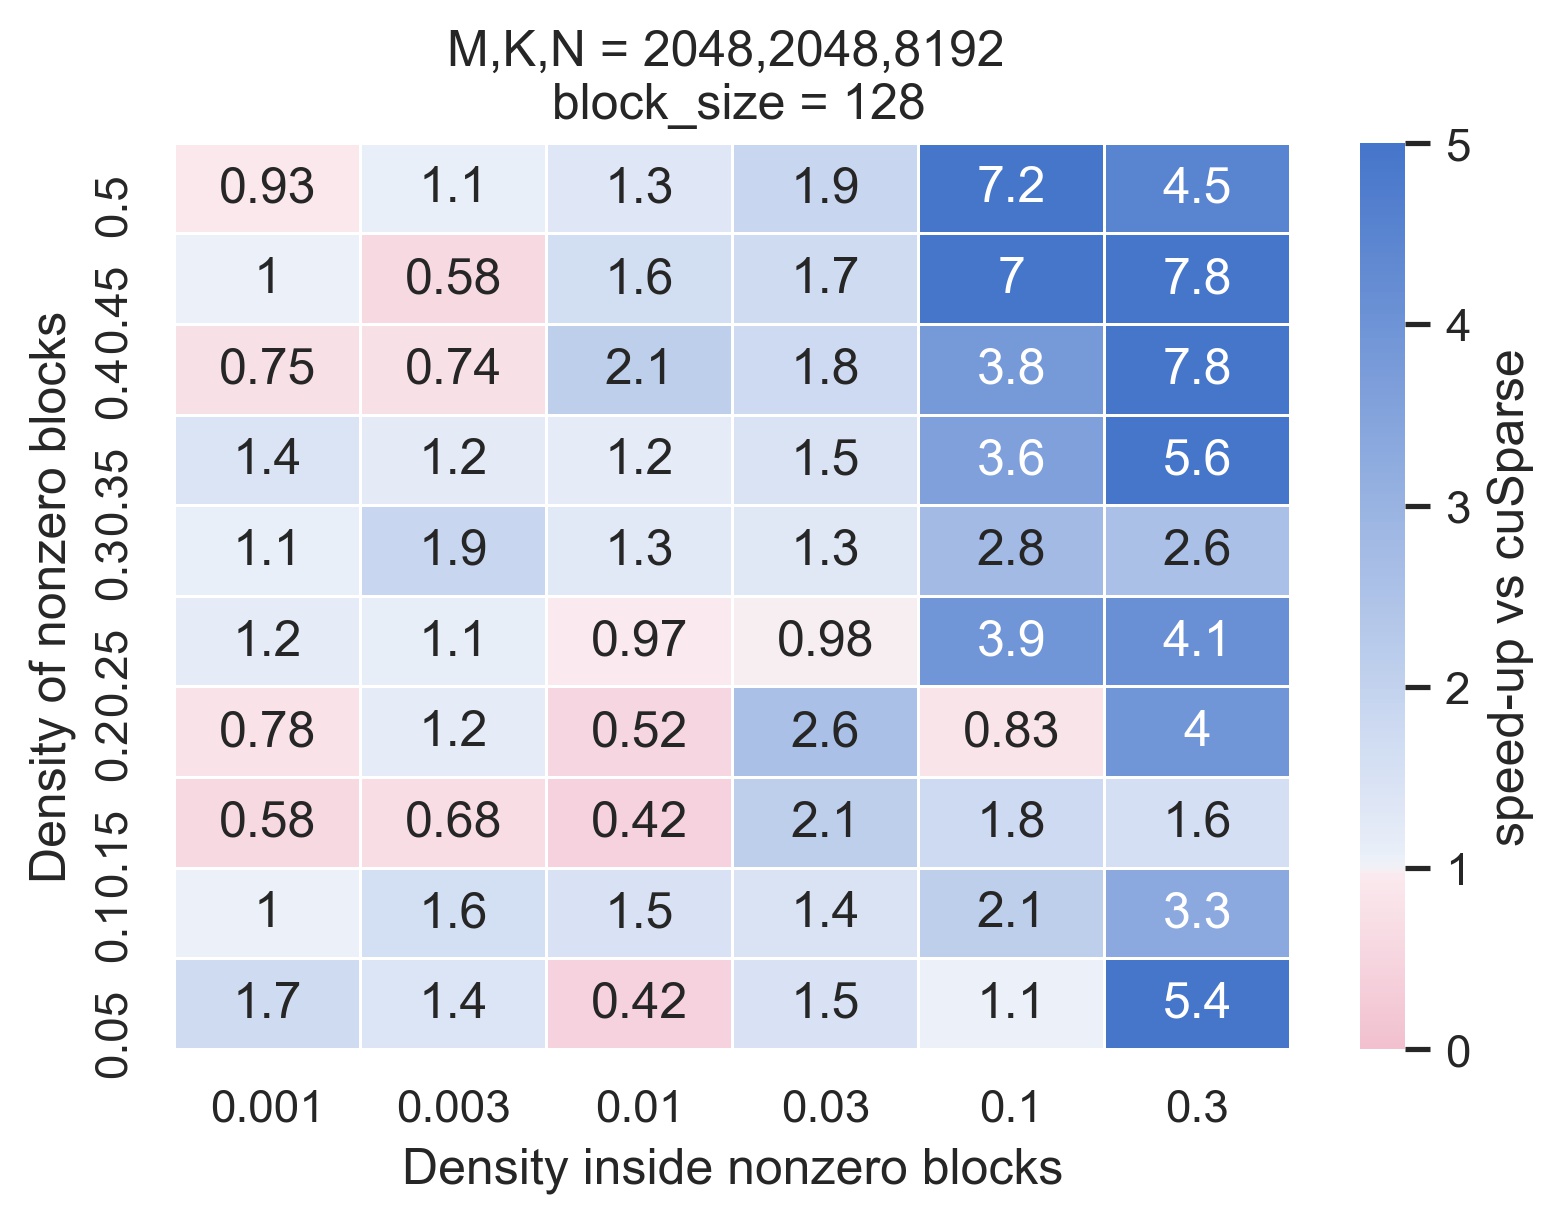 M,K,N = 2048,2048,8192
block_size = 128
Density of nonzero blocks
0.5 0.93 1.1 1.3 1.9 7.2 4.5
0.45 1 0.58 1.6 1.7 7 7.8
0.40 0.75 0.74 2.1 1.8 3.8 7.8
0.35 1.4 1.2 1.2 1.5 3.6 5.6
0.30 1.1 1.9 1.3 1.3 2.8 2.6
0.25 1.2 1.1 0.97 0.98 3.9 4.1
0.20 0.78 1.2 0.52 2.6 0.83 4
0.15 0.58 0.68 0.42 2.1 1.8 1.6
0.10 1 1.6 1.5 1.4 2.1 3.3
0.05 1.7 1.4 0.42 1.5 1.1 5.4
0.001 0.003 0.01 0.03 0.1 0.3
Density inside nonzero blocks
5
4
3
2
1
0
speed-up vs cuSparse